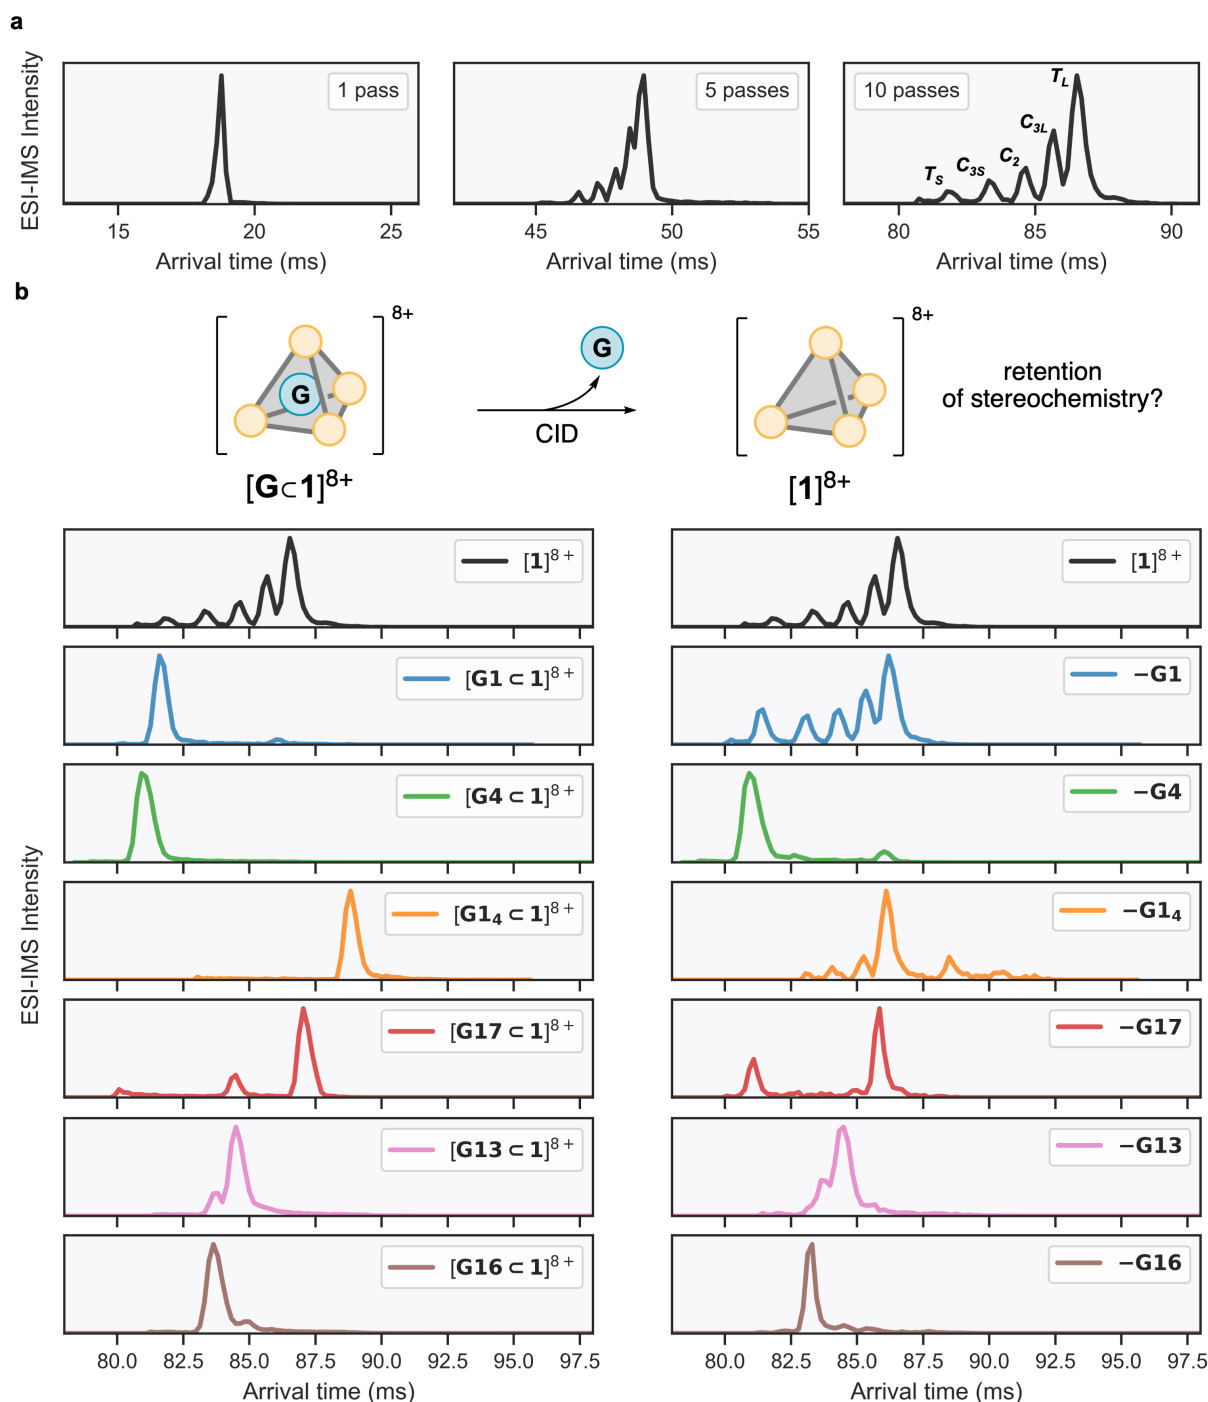 a
ESI-IMS Intensity
1 pass
5 passes
10 passes
T_S
C_3S
C_2
C_3L
T_L
15 20 25
45 50 55
80 85 90
Arrival time (ms)
Arrival time (ms)
Arrival time (ms)
b
8+
G
[G⊂1]8+
G
CID
8+
[1]8+
retention
of stereochemistry?
ESI-IMS Intensity
[1]8+
[1]8+
[G1 ⊂ 1]8+
−G1
[G4 ⊂ 1]8+
−G4
[G1₄ ⊂ 1]8+
−G1₄
[G17 ⊂ 1]8+
−G17
[G13 ⊂ 1]8+
−G13
[G16 ⊂ 1]8+
−G16
80.0 82.5 85.0 87.5 90.0 92.5 95.0 97.5
80.0 82.5 85.0 87.5 90.0 92.5 95.0 97.5
Arrival time (ms)
Arrival time (ms)